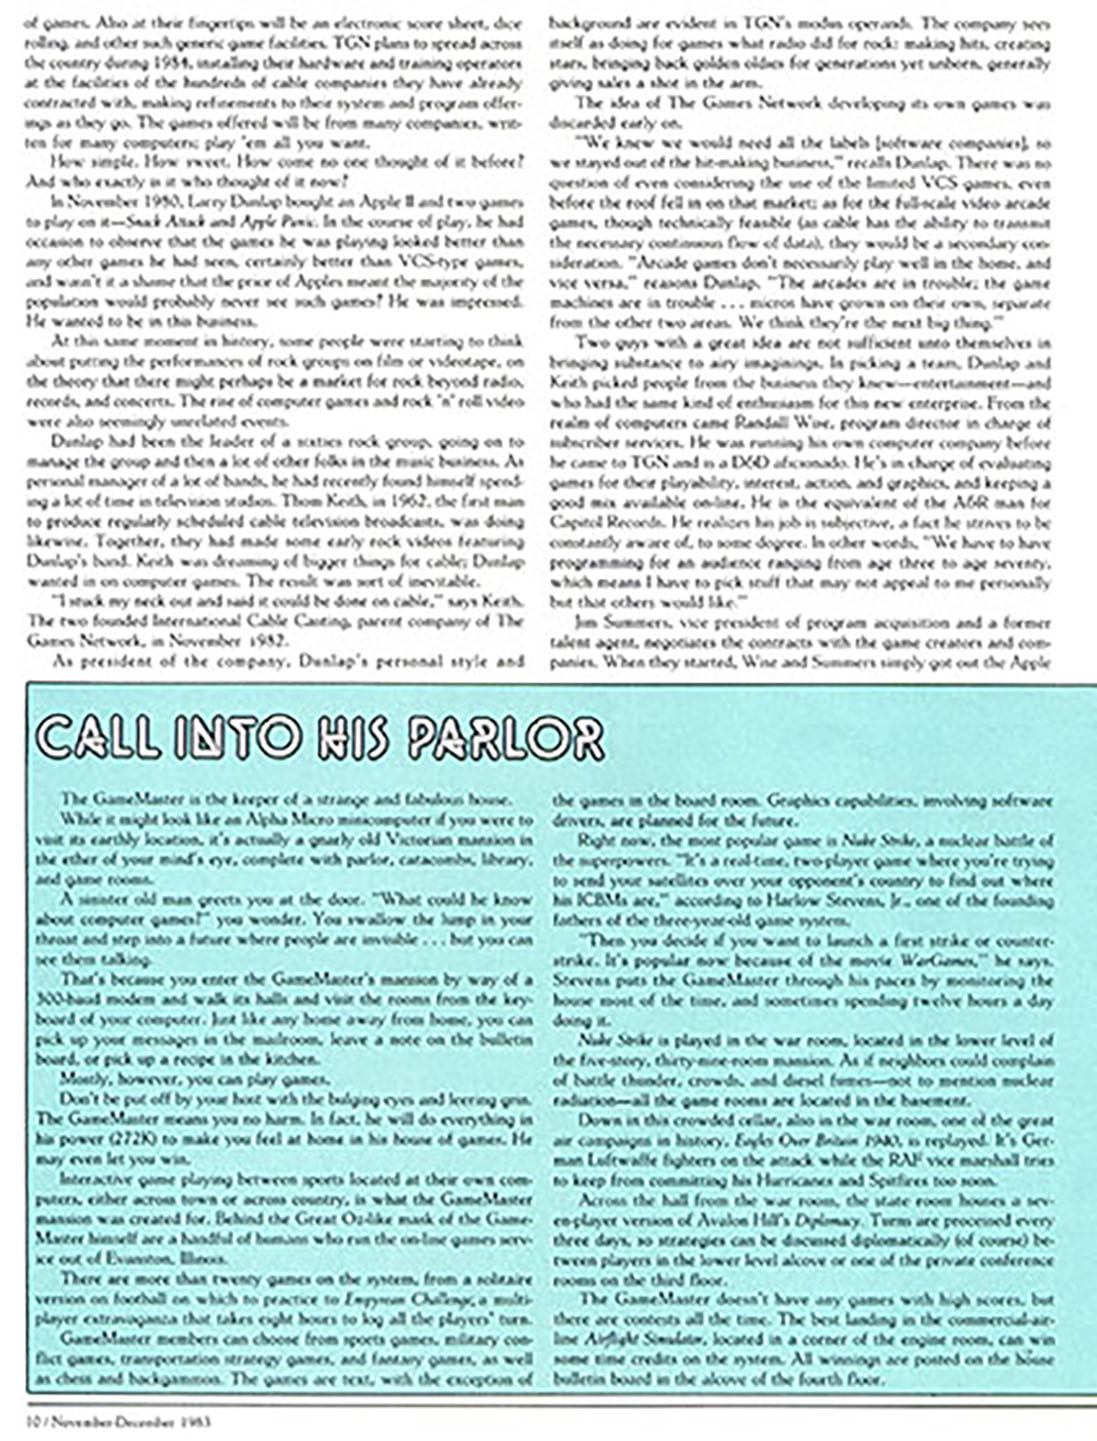 of games. Also at their fingertips will be an electronic score sheet, dice
rolling, and other such generic game facilities. TGN plans to spread across
the country during 1984, installing their hardware and training operators
at the facilities of the hundreds of cable companies they have already
contracted with, making refinements to their system and program offer-
ings as they go. The games offered will be from many companies, writ-
ten for many computers; play 'em all you want.
How simple. How sweet. How come no one thought of it before?
And who exactly is it who thought of it now?
In November 1980, Larry Dunlap bought an Apple II and two games
to play on it—Snack Attack and Apple Panic. In the course of play, he had
occasion to observe that the games he was playing looked better than
any other games he had seen, certainly better than VCS-type games,
and wasn't it a shame that the price of Apples meant the majority of the
population would probably never see such games? He was impressed.
He wanted to be in this business.
At this same moment in history, some people were starting to think
about putting the performances of rock groups on film or videotape, on
the theory that there might perhaps be a market for rock beyond radio,
records, and concerts. The rise of computer games and rock 'n' roll video
were also seemingly unrelated events.
Dunlap had been the leader of a sixties rock group, going on to
manage the group and then a lot of other folks in the music business. As
personal manager of a lot of bands, he had recently found himself spend-
ing a lot of time in television studios. Thom Keith, in 1962, the first man
to produce regularly scheduled cable television broadcasts, was doing
likewise. Together, they had made some early rock videos featuring
Dunlap's band. Keith was dreaming of bigger things for cable; Dunlap
wanted in on computer games. The result was sort of inevitable.
"I stuck my neck out and said it could be done on cable," says Keith.
The two founded International Cable Casting, parent company of The
Games Network, in November 1982.
As president of the company, Dunlap's personal style and
background are evident in TGN's modus operandi. The company sees
itself as doing for games what radio did for rock: making hits, creating
stars, bringing back golden oldies for generations yet unborn, generally
giving sales a shot in the arm.
The idea of The Games Network developing its own games was
discarded early on.
"We knew we would need all the labels [software companies], so
we stayed out of the hit-making business," recalls Dunlap. There was no
question of even considering the use of the limited VCS games, even
before the roof fell in on that market; as for the full-scale video arcade
games, though technically feasible (as cable has the ability to transmit
the necessary continuous flow of data), they would be a secondary con-
sideration. "Arcade games don't necessarily play well in the home, and
vice versa," reasons Dunlap. "The arcades are in trouble; the game
machines are in trouble . . . micros have grown on their own, separate
from the other two areas. We think they're the next big thing."
Two guys with a great idea are not sufficient unto themselves in
bringing substance to airy imaginings. In picking a team, Dunlap and
Keith picked people from the business they knew—entertainment—and
who had the same kind of enthusiasm for this new enterprise. From the
realm of computers came Randall Wise, program director in charge of
subscriber services. He was running his own computer company before
he came to TGN and is a D&D aficionado. He's in charge of evaluating
games for their playability, interest, action, and graphics, and keeping a
good mix available on-line. He is the equivalent of the A&R man for
Capitol Records. He realizes his job is subjective, a fact he strives to be
constantly aware of, to some degree. In other words, "We have to have
programming for an audience ranging from age three to age seventy,
which means I have to pick stuff that may not appeal to me personally
but that others would like."
Jim Summers, vice president of program acquisition and a former
talent agent, negotiates the contracts with the game creators and com-
panies. When they started, Wise and Summers simply got out the Apple
CALL INTO HIS PARLOR
The GameMaster is the keeper of a strange and fabulous house.
While it might look like an Alpha Micro minicomputer if you were to
visit its earthly location, it's actually a gnarly old Victorian mansion in
the ether of your mind's eye, complete with parlor, catacombs, library,
and game rooms.
A sinister old man greets you at the door. "What could he know
about computer games?" you wonder. You swallow the lump in your
throat and step into a future where people are invisible . . . but you can
see them talking.
That's because you enter the GameMaster's mansion by way of a
300-baud modem and walk its halls and visit the rooms from the key-
board of your computer. Just like any home away from home, you can
pick up your messages in the mailroom, leave a note on the bulletin
board, or pick up a recipe in the kitchen.
Mostly, however, you can play games.
Don't be put off by your host with the bulging eyes and leering grin.
The GameMaster means you no harm. In fact, he will do everything in
his power (272K) to make you feel at home in his house of games. He
may even let you win.
Interactive game playing between sports located at their own com-
puters, either across town or across country, is what the GameMaster
mansion was created for. Behind the Great Oz-like mask of the Game-
Master himself are a handful of humans who run the on-line games serv-
ice out of Evanston, Illinois.
There are more than twenty games on the system, from a solitaire
version on football on which to practice to Empyrean Challenge, a multi-
player extravaganza that takes eight hours to log all the players' turn.
GameMaster members can choose from sports games, military con-
flict games, transportation strategy games, and fantasy games, as well
as chess and backgammon. The games are text, with the exception of
the games in the board room. Graphics capabilities, involving software
drivers, are planned for the future.
Right now, the most popular game is Nuke Strike, a nuclear battle of
the superpowers. "It's a real-time, two-player game where you're trying
to send your satellites over your opponent's country to find out where
his ICBMs are," according to Harlow Stevens, Jr., one of the founding
fathers of the three-year-old game system.
"Then you decide if you want to launch a first strike or counter-
strike. It's popular now because of the movie WarGames," he says.
Stevens puts the GameMaster through his paces by monitoring the
house most of the time, and sometimes spending twelve hours a day
doing it.
Nuke Strike is played in the war room, located in the lower level of
the five-story, thirty-nine-room mansion. As if neighbors could complain
of battle thunder, crowds, and diesel fumes—not to mention nuclear
radiation—all the game rooms are located in the basement.
Down in this crowded cellar, also in the war room, one of the great
air campaigns in history, Eagles Over Britain 1940, is replayed. It's Ger-
man Luftwaffe fighters on the attack while the RAF vice marshall tries
to keep from committing his Hurricanes and Spitfires too soon.
Across the hall from the war room, the state room houses a sev-
en-player version of Avalon Hill's Diplomacy. Turns are processed every
three days, so strategies can be discussed diplomatically (of course) be-
tween players in the lower level alcove or one of the private conference
rooms on the third floor.
The GameMaster doesn't have any games with high scores, but
there are contests all the time. The best landing in the commercial-air-
line Airflight Simulator, located in a corner of the engine room, can win
some time credits on the system. All winnings are posted on the house
bulletin board in the alcove of the fourth floor.
10 / November-December 1983